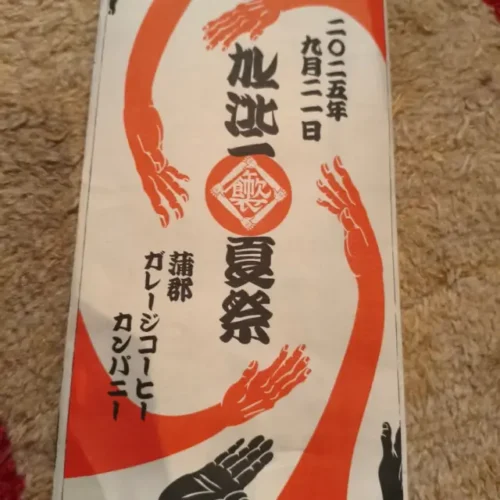 二〇二五年
九月二一日
夏祭
蒲郡
ガレージコーヒー
カンパニー